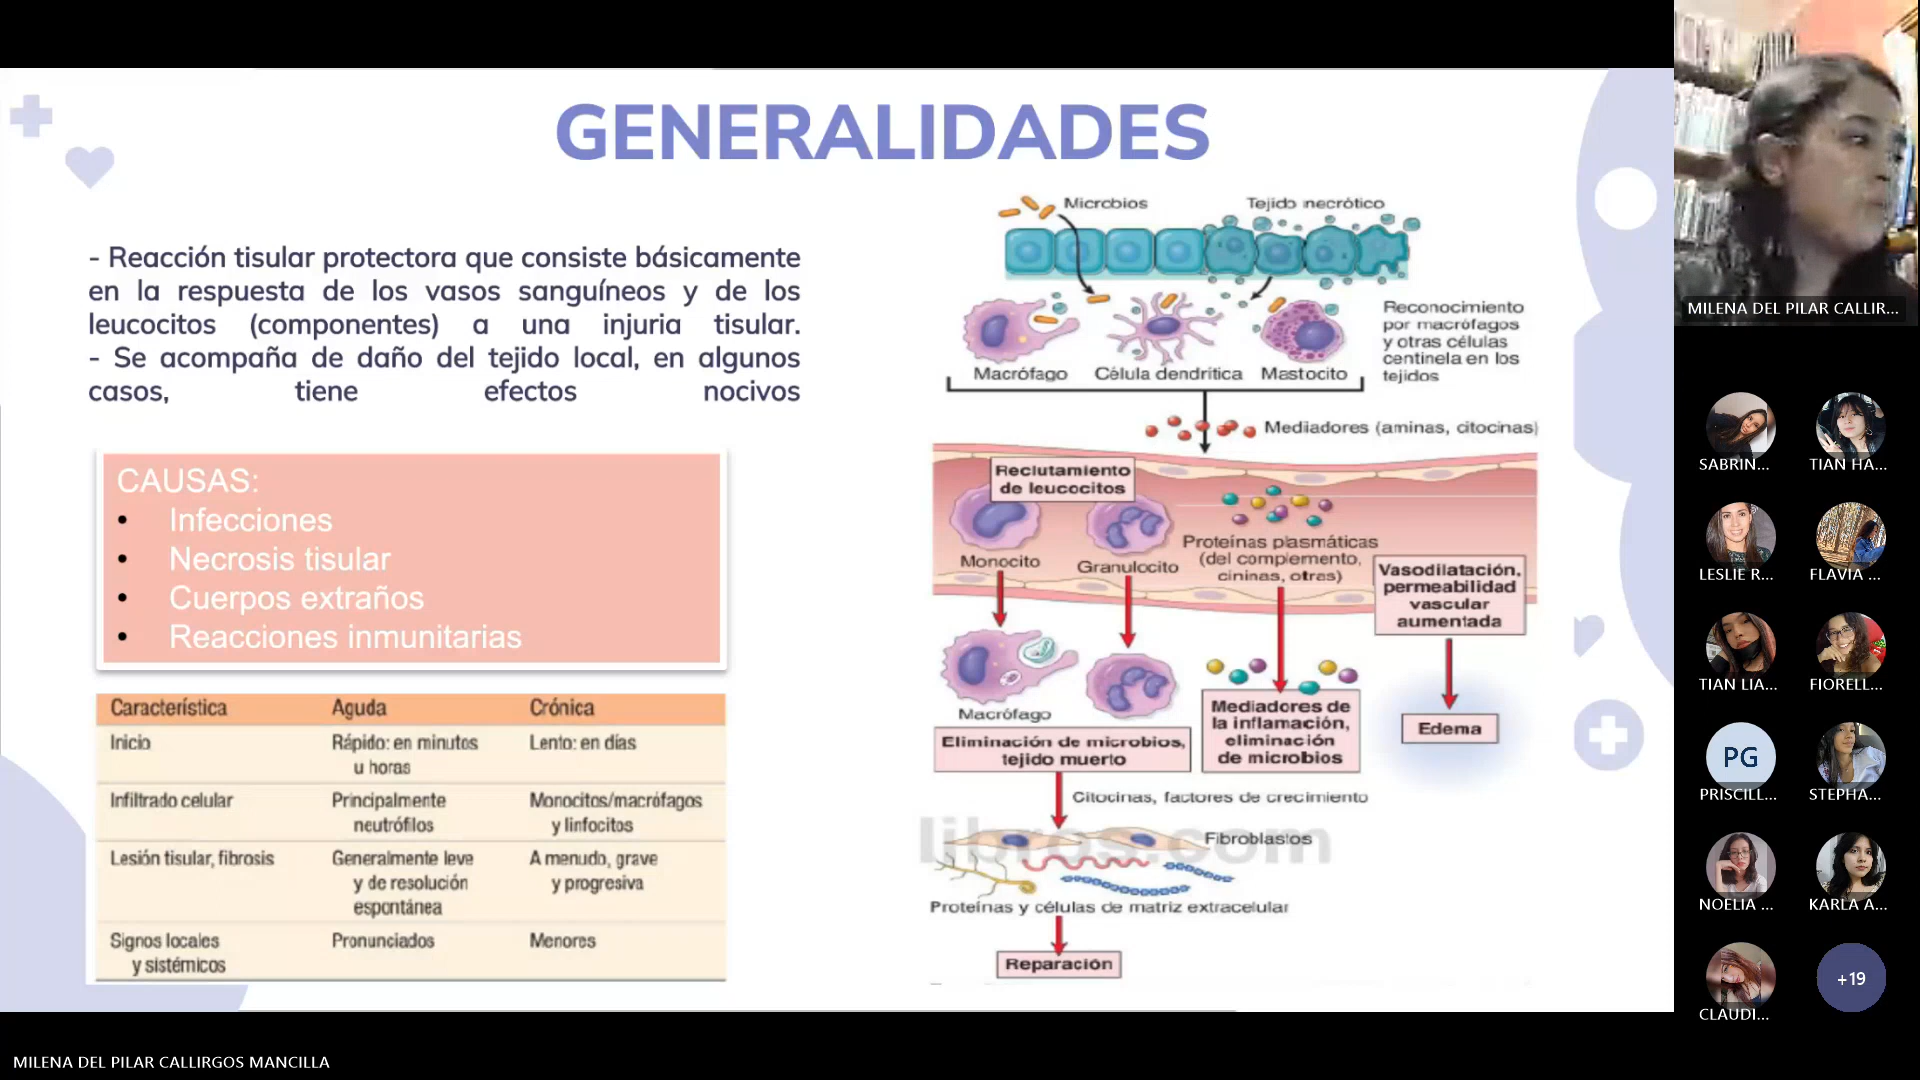 GENERALIDADES
- Reacción tisular protectora que consiste básicamente
en la respuesta de los vasos sanguíneos y de los
leucocitos (componentes) a una injuria tisular.
- Se acompaña de daño del tejido local, en algunos
casos, tiene efectos nocivos
CAUSAS:
• Infecciones
• Necrosis tisular
• Cuerpos extraños
• Reacciones inmunitarias
Característica Aguda Crónica
Inicio Rápido: en minutos Lento: en días
u horas
Infiltrado celular Principalmente Monocitos/macrófagos
neutrófilos y linfocitos
Lesión tisular, fibrosis Generalmente leve A menudo, grave
y de resolución y progresiva
espontánea
Signos locales Pronunciados Menores
y sistémicos
Microbios Tejido necrótico
Reconocimiento
por macrófagos
y otras células
centinela en los
tejidos
Macrófago Célula dendrítica Mastocito
Mediadores (aminas, citocinas)
Reclutamiento
de leucocitos
Monocito Granulocito
Proteínas plasmáticas
(del complemento,
cininas, otras)
Vasodilatación,
permeabilidad
vascular
aumentada
Macrófago
Eliminación de microbios,
tejido muerto
Mediadores de
la inflamación,
eliminación
de microbios
Edema
Citocinas, factores de crecimiento
libros.com
Fibroblastos
Proteínas y células de matriz extracelular
Reparación
MILENA DEL PILAR CALLIR...
SABRIN... TIAN HA...
LESLIE R... FLAVIA ...
TIAN LIA... FIORELL...
PG
PRISCILL... STEPHA...
NOELIA ... KARLA A...
+19
CLAUDI...
MILENA DEL PILAR CALLIRGOS MANCILLA